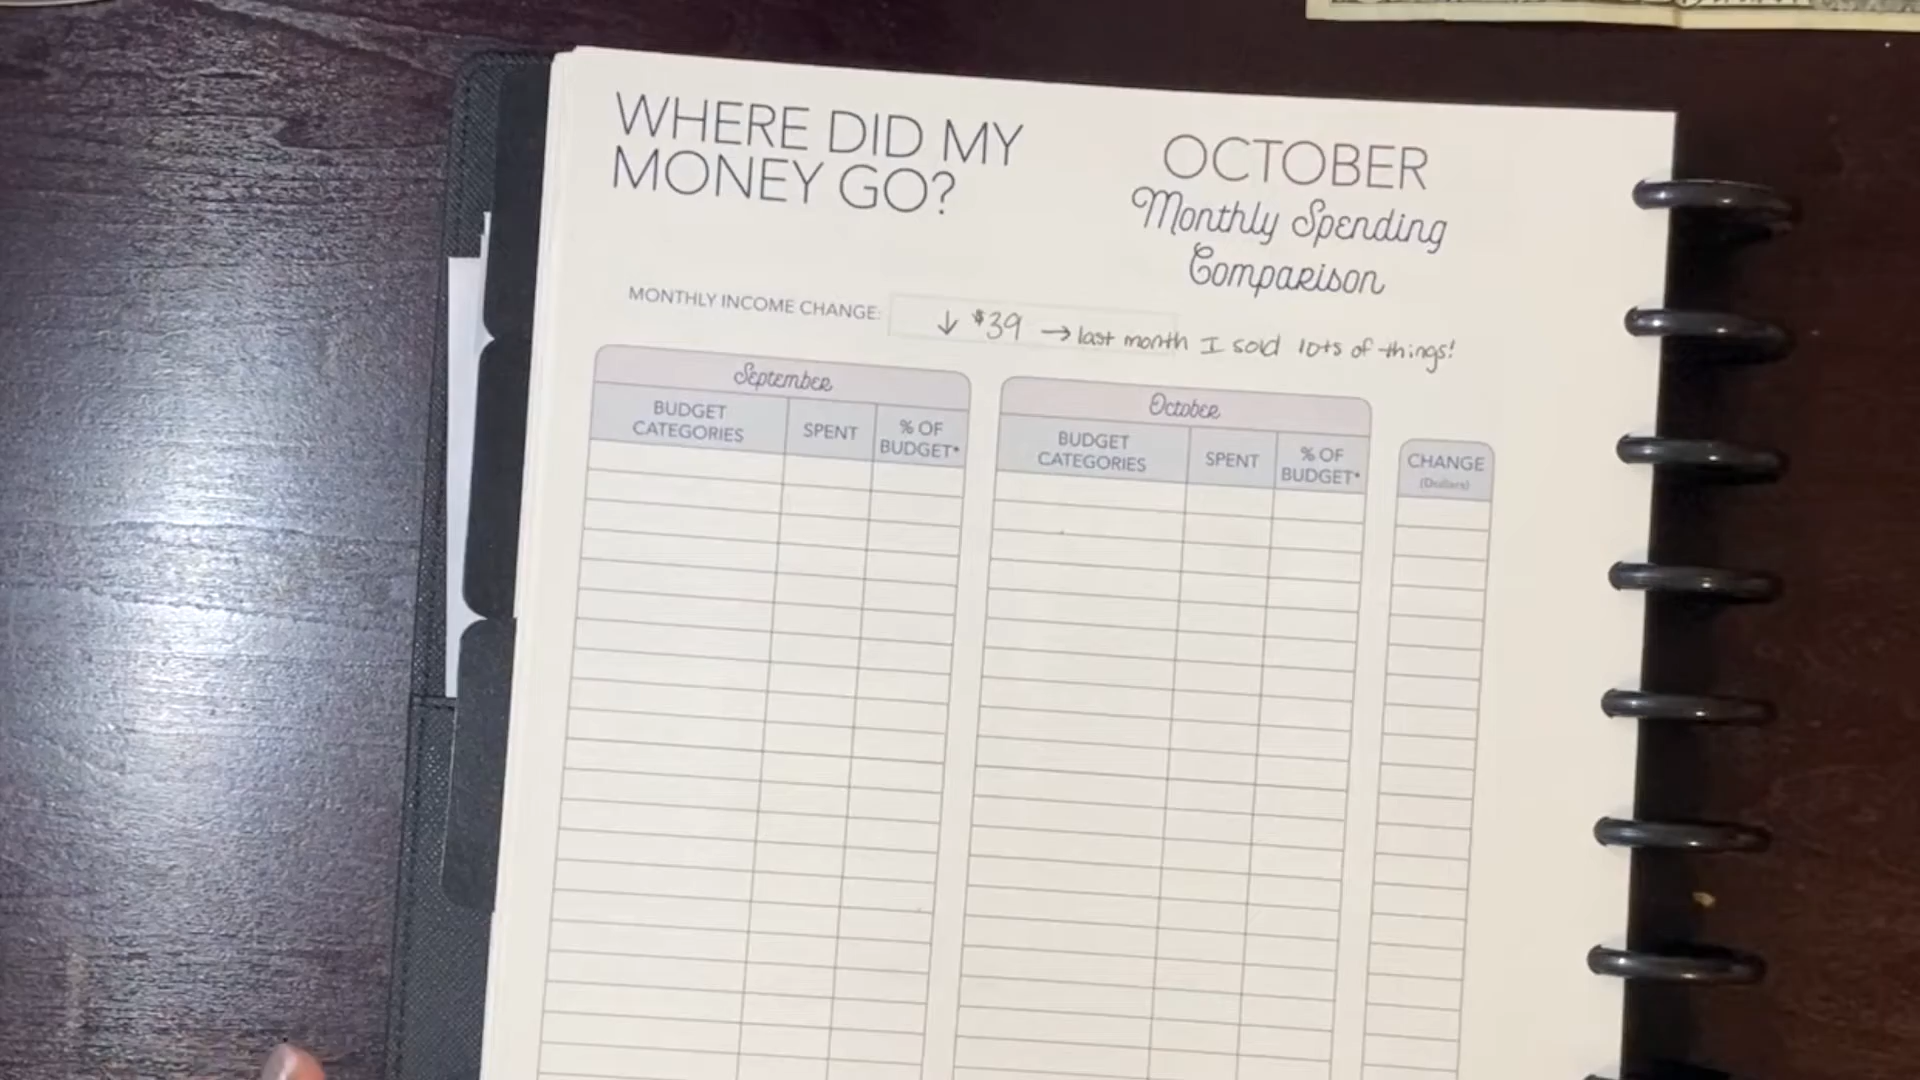 WHERE DID MY
MONEY GO?
OCTOBER
Monthly Spending
Comparison
MONTHLY INCOME CHANGE:
↓ $39 → last month I sold lots of things!
September
BUDGET
CATEGORIES
SPENT
% OF
BUDGET*
October
BUDGET
CATEGORIES
SPENT
% OF
BUDGET*
CHANGE
(Dollars)